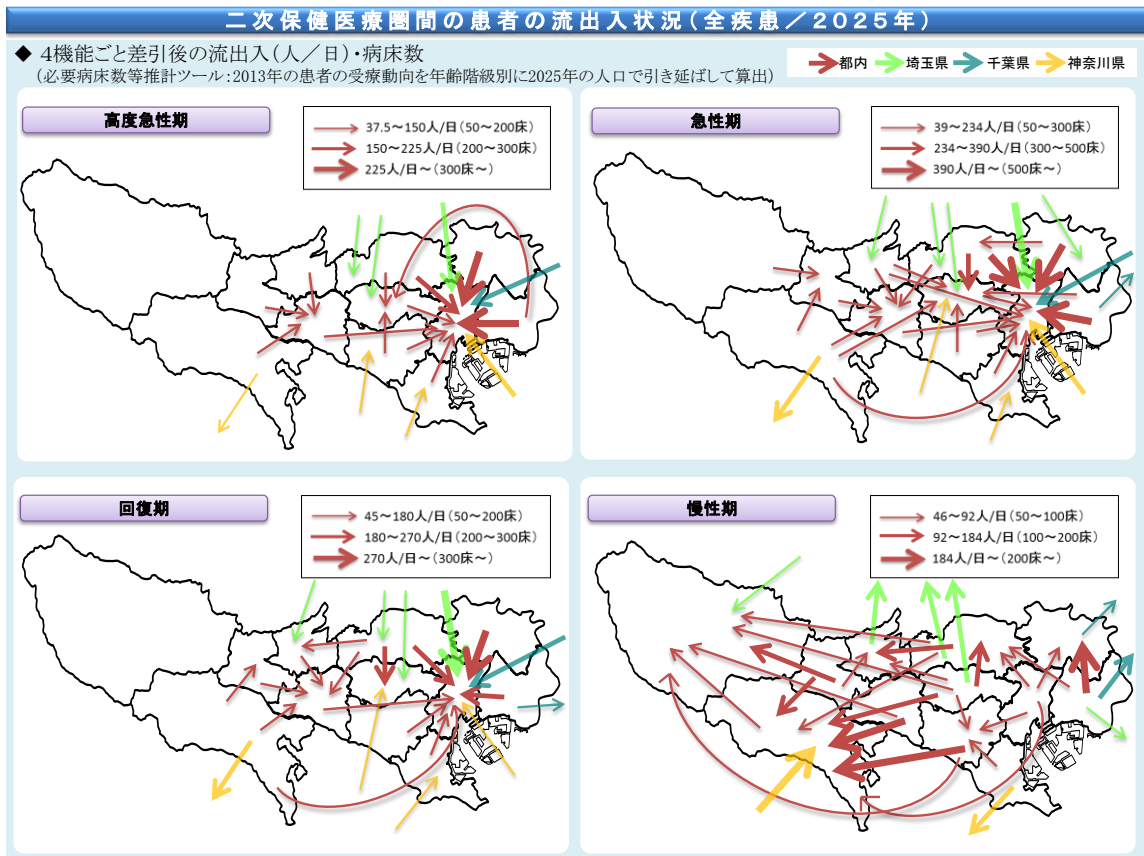 二次保健医療圏間の患者の流出入状況（全疾患／２０２５年）
◆ ４機能ごと差引後の流出入（人／日）・病床数
（必要病床数等推計ツール：2013年の患者の受療動向を年齢階級別に2025年の人口で引き延ばして算出）
都内 埼玉県 千葉県 神奈川県
高度急性期
37.5～150人/日（50～200床）
150～225人/日（200～300床）
225人/日～（300床～）
急性期
39～234人/日（50～300床）
234～390人/日（300～500床）
390人/日～（500床～）
回復期
45～180人/日（50～200床）
180～270人/日（200～300床）
270人/日～（300床～）
慢性期
46～92人/日（50～100床）
92～184人/日（100～200床）
184人/日～（200床～）